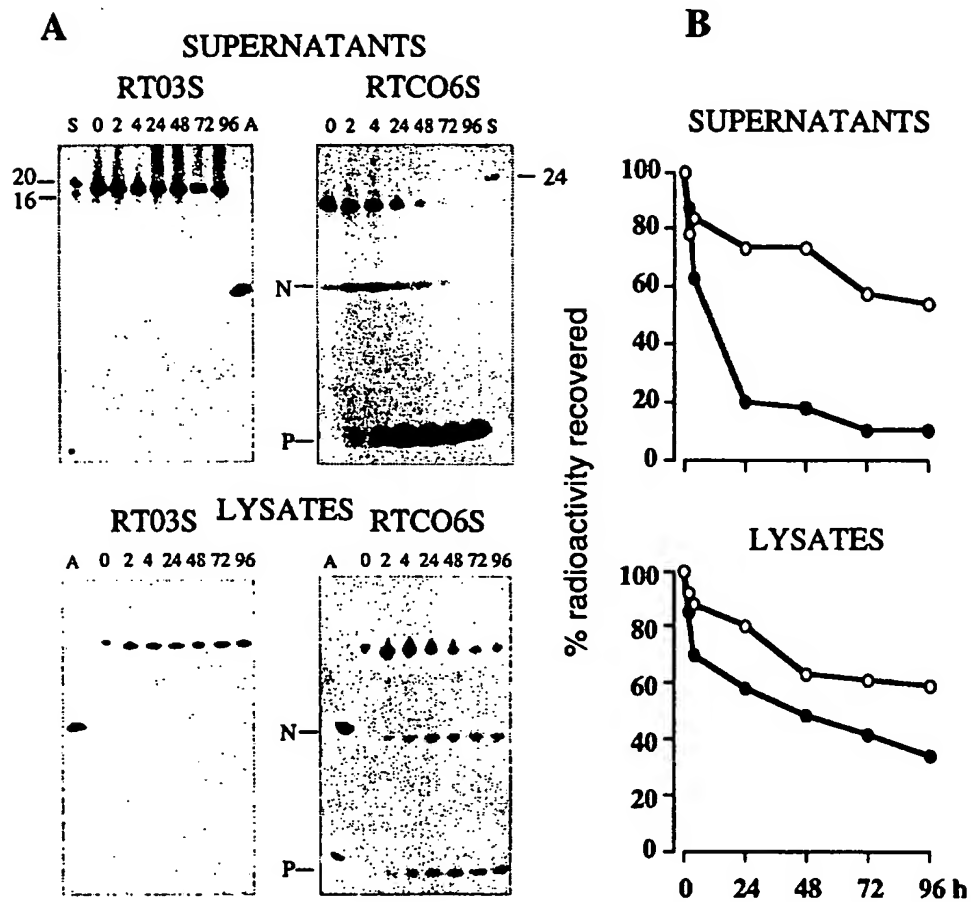 A
SUPERNATANTS
RT03S
RTCO6S
S 0 2 4 24 48 72 96 A
0 2 4 24 48 72 96 S
20
16
24
N
P
LYSATES
RT03S
RTCO6S
A 0 2 4 24 48 72 96
A 0 2 4 24 48 72 96
N
P
B
% radioactivity recovered
SUPERNATANTS
100
80
60
40
20
0
LYSATES
100
80
60
40
20
0
0 24 48 72 96 h